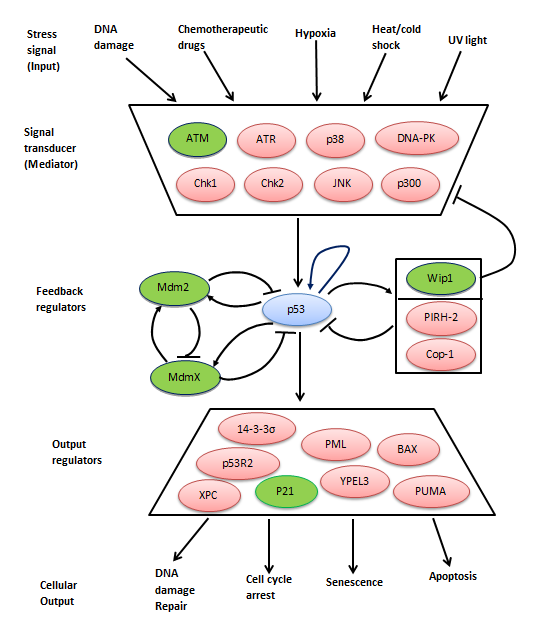 Stress
signal
(Input)
DNA
damage
Chemotherapeutic
drugs
Hypoxia
Heat/cold
shock
UV light
Signal
transducer
(Mediator)
ATM
ATR
p38
DNA-PK
Chk1
Chk2
JNK
p300
Feedback
regulators
Mdm2
MdmX
p53
Wip1
PIRH-2
Cop-1
Output
regulators
14-3-3σ
PML
BAX
p53R2
XPC
P21
YPEL3
PUMA
Cellular
Output
DNA
damage
Repair
Cell cycle
arrest
Senescence
Apoptosis